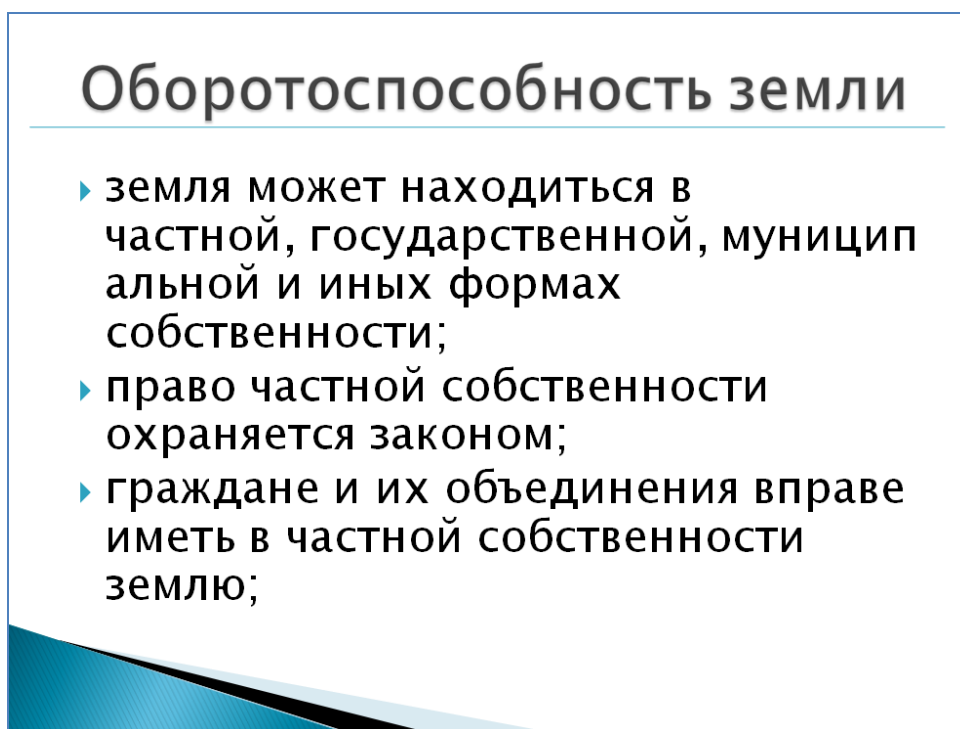 Оборотоспособность земли
земля может находиться в
частной, государственной, муницип
альной и иных формах
собственности;
право частной собственности
охраняется законом;
граждане и их объединения вправе
иметь в частной собственности
землю;